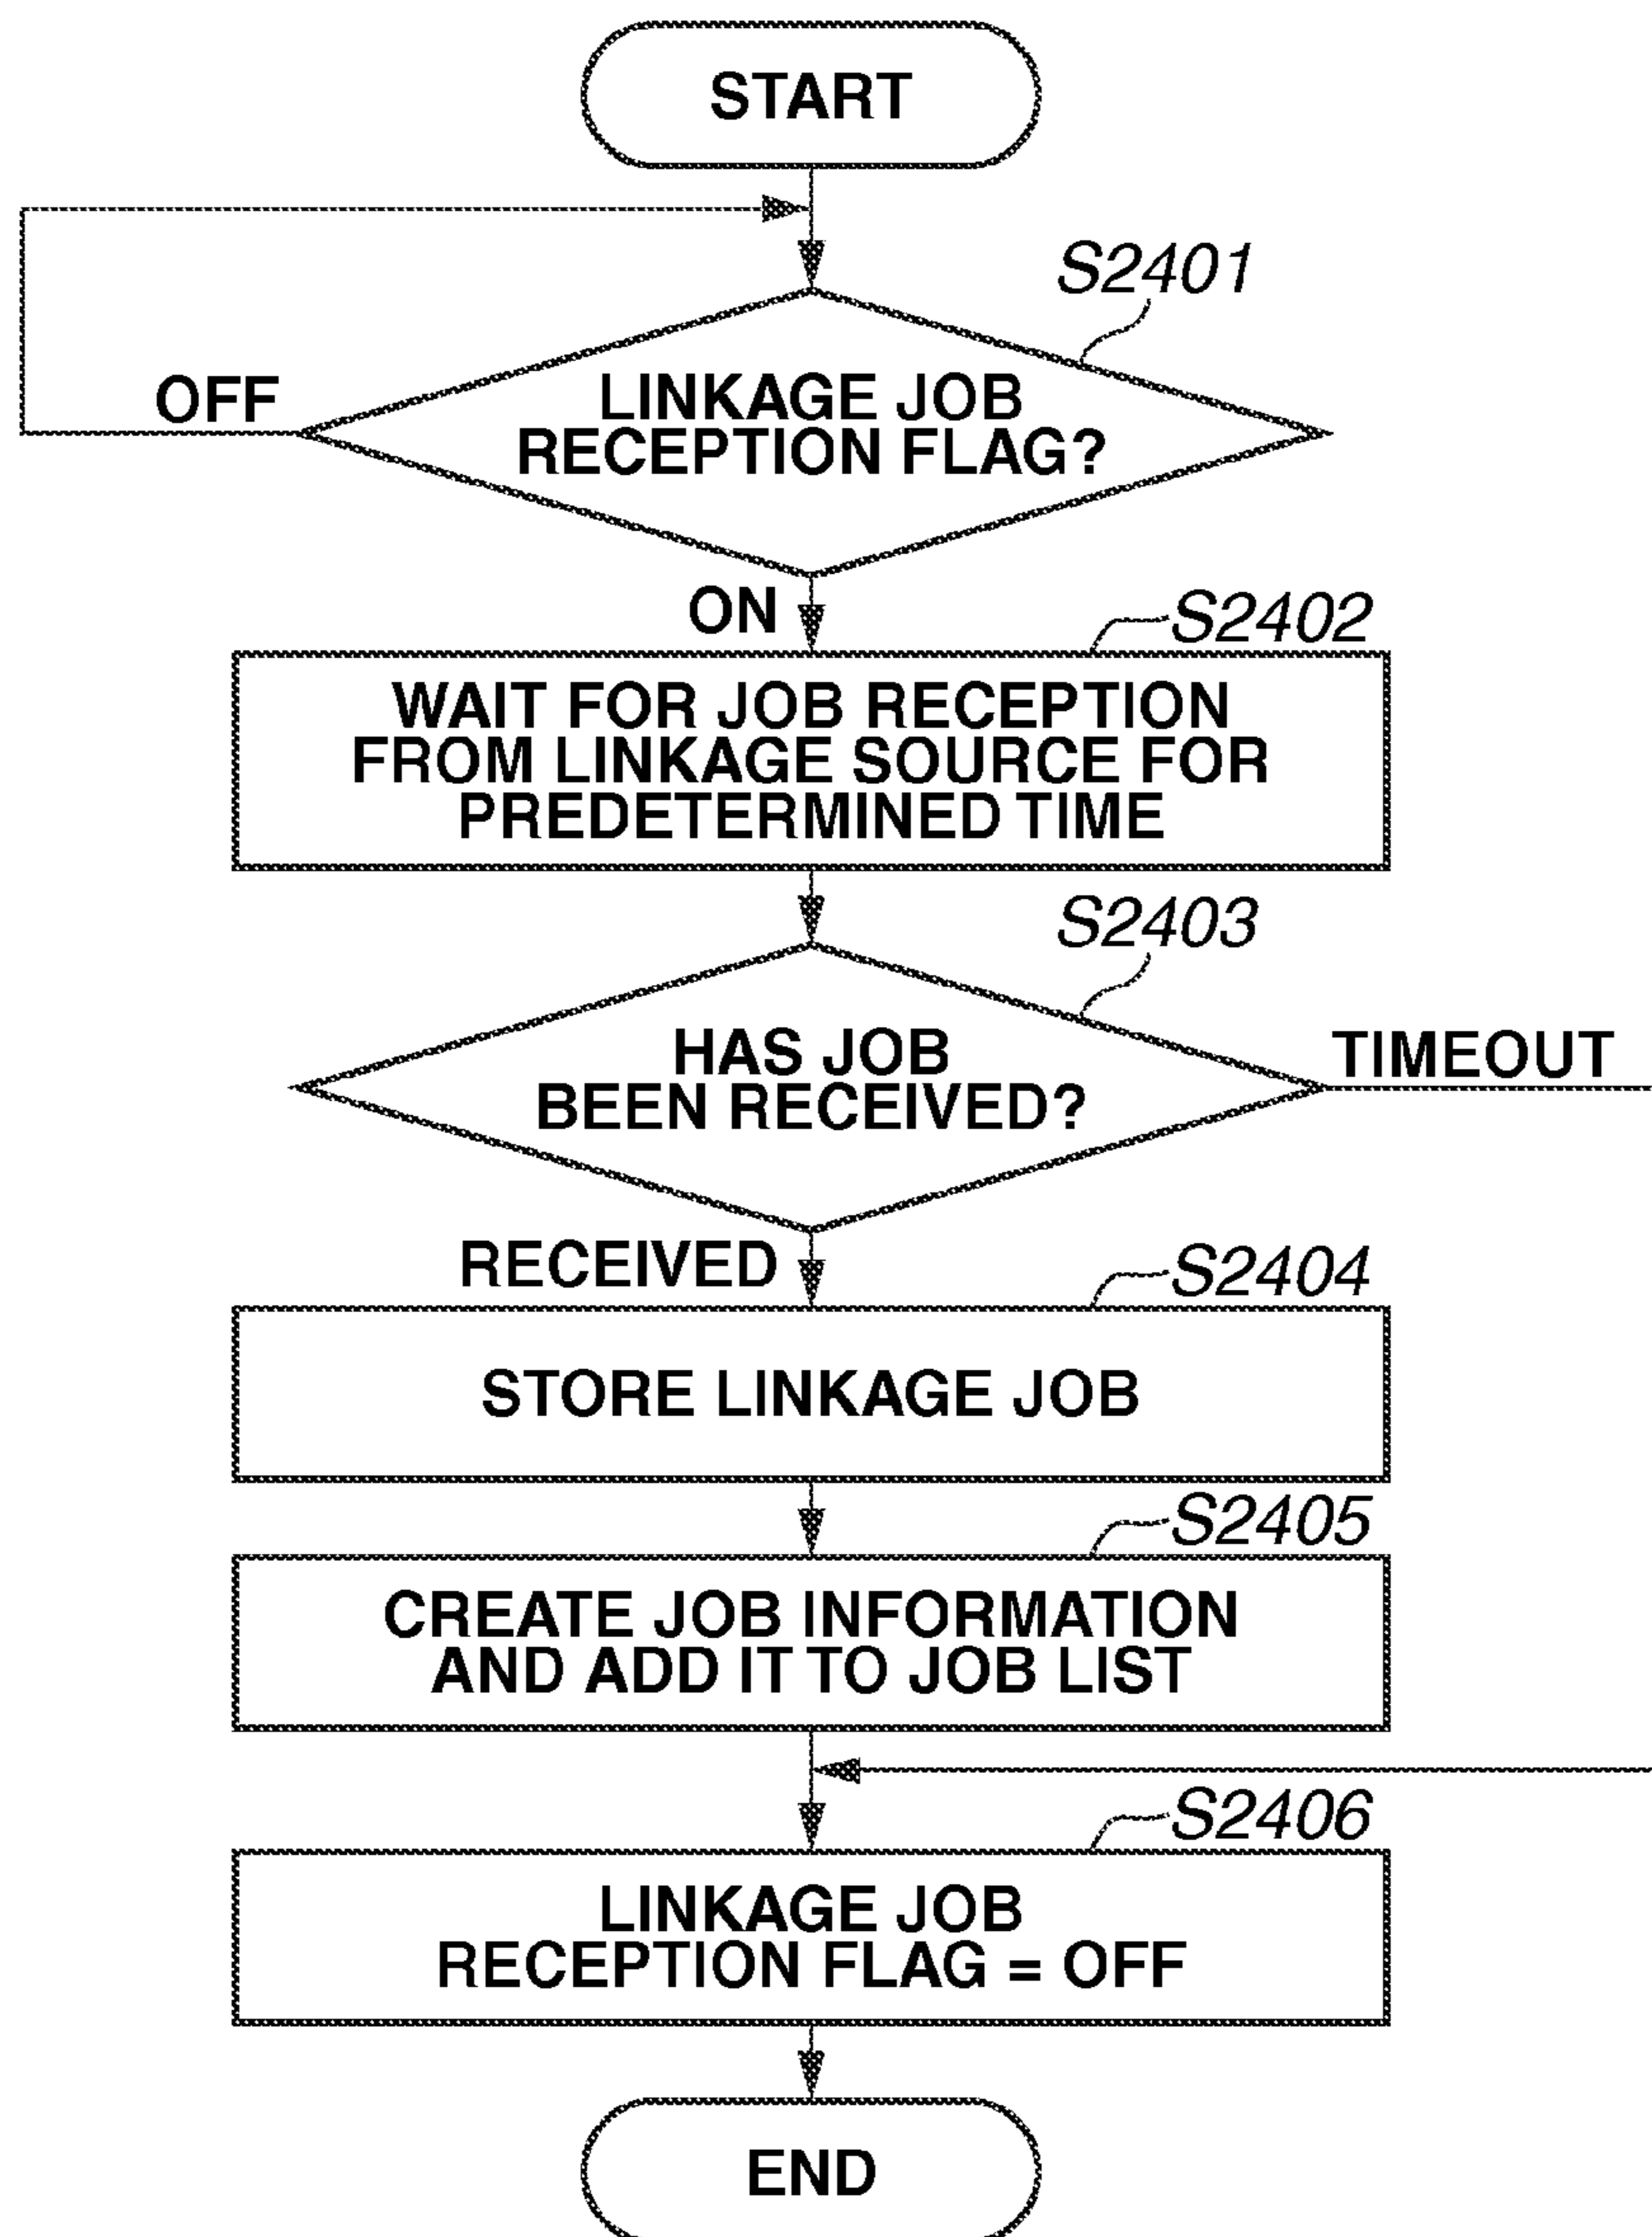 START
S2401
OFF
LINKAGE JOB
RECEPTION FLAG?
ON
S2402
WAIT FOR JOB RECEPTION
FROM LINKAGE SOURCE FOR
PREDETERMINED TIME
S2403
HAS JOB
BEEN RECEIVED?
TIMEOUT
RECEIVED
S2404
STORE LINKAGE JOB
S2405
CREATE JOB INFORMATION
AND ADD IT TO JOB LIST
S2406
LINKAGE JOB
RECEPTION FLAG = OFF
END